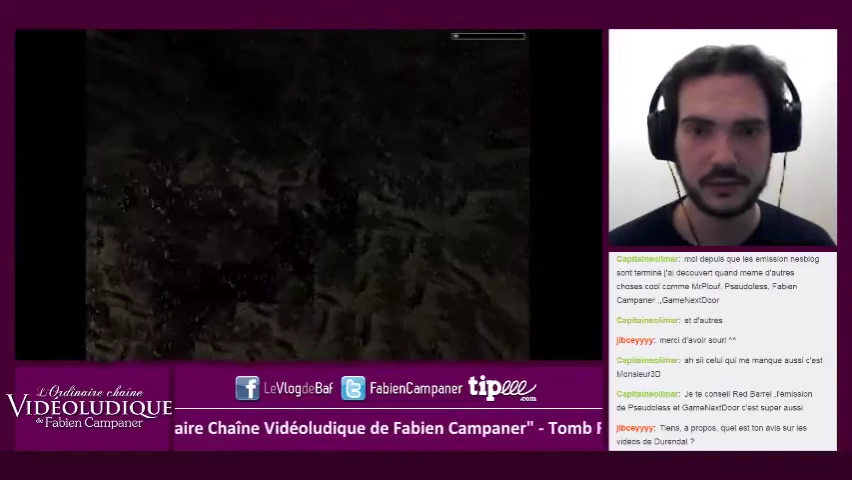 Capitaineolimar: moi depuis que les emission nesblog
sont terminé j'ai decouvert quand meme d'autres
choses cool comme MrPlouf, Pseudoless, Fabien
Campaner ,,GameNextDoor
Capitaineolimar: et d'autres
jibceyyyy: merci d'avoir souri ^^
Capitaineolimar: ah sii celui qui me manque aussi c'est
Monsieur3D
Capitaineolimar: Je te conseil Red Barrel ,l'emission
de Pseudoless et GameNextDoor c'est super aussi
jibceyyyy: Tiens, à propos, quel est ton avis sur les
videos de Durendal ?
L'Ordinaire chaîne
VIDÉOLUDIQUE
de Fabien Campaner
LeVlogdeBaf
FabienCampaner
tipeee
.com
aire Chaîne Vidéoludique de Fabien Campaner" - Tomb